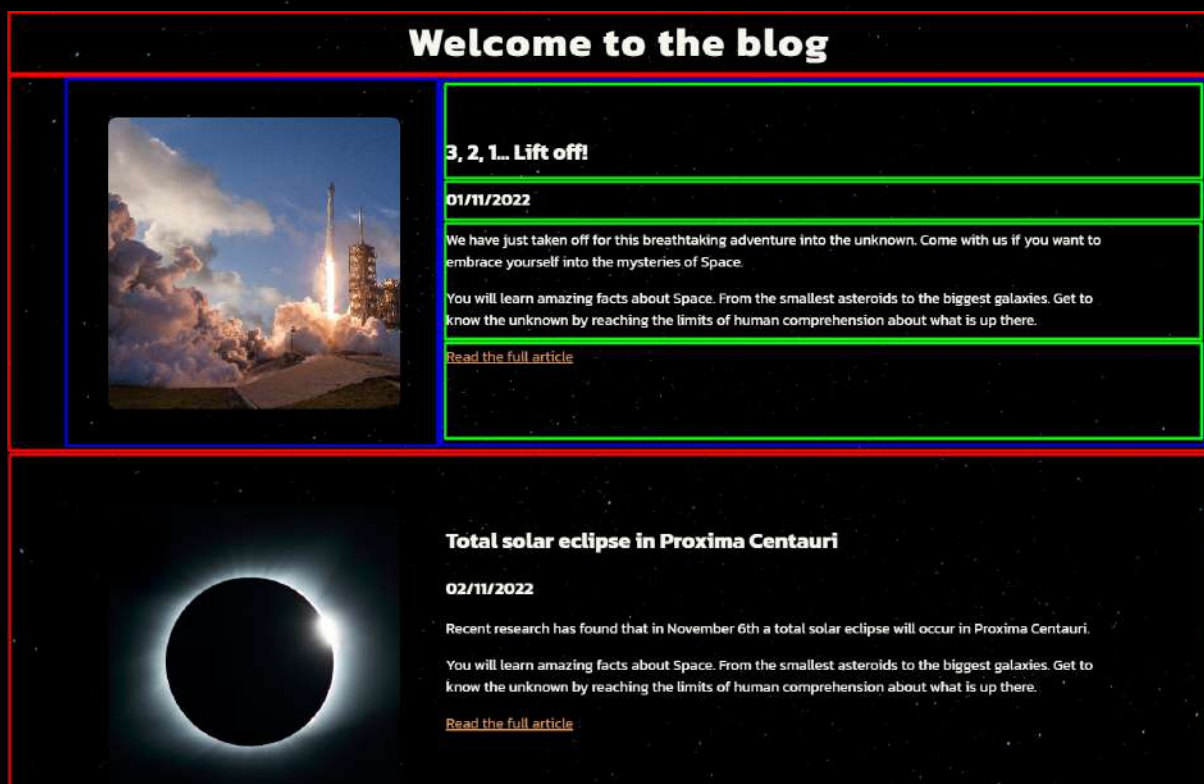 Welcome to the blog
3, 2, 1... Lift off!
01/11/2022
We have just taken off for this breathtaking adventure into the unknown. Come with us if you want to
embrace yourself into the mysteries of Space.
You will learn amazing facts about Space. From the smallest asteroids to the biggest galaxies. Get to
know the unknown by reaching the limits of human comprehension about what is up there.
Read the full article
Total solar eclipse in Proxima Centauri
02/11/2022
Recent research has found that in November 6th a total solar eclipse will occur in Proxima Centauri.
You will learn amazing facts about Space. From the smallest asteroids to the biggest galaxies. Get to
know the unknown by reaching the limits of human comprehension about what is up there.
Read the full article